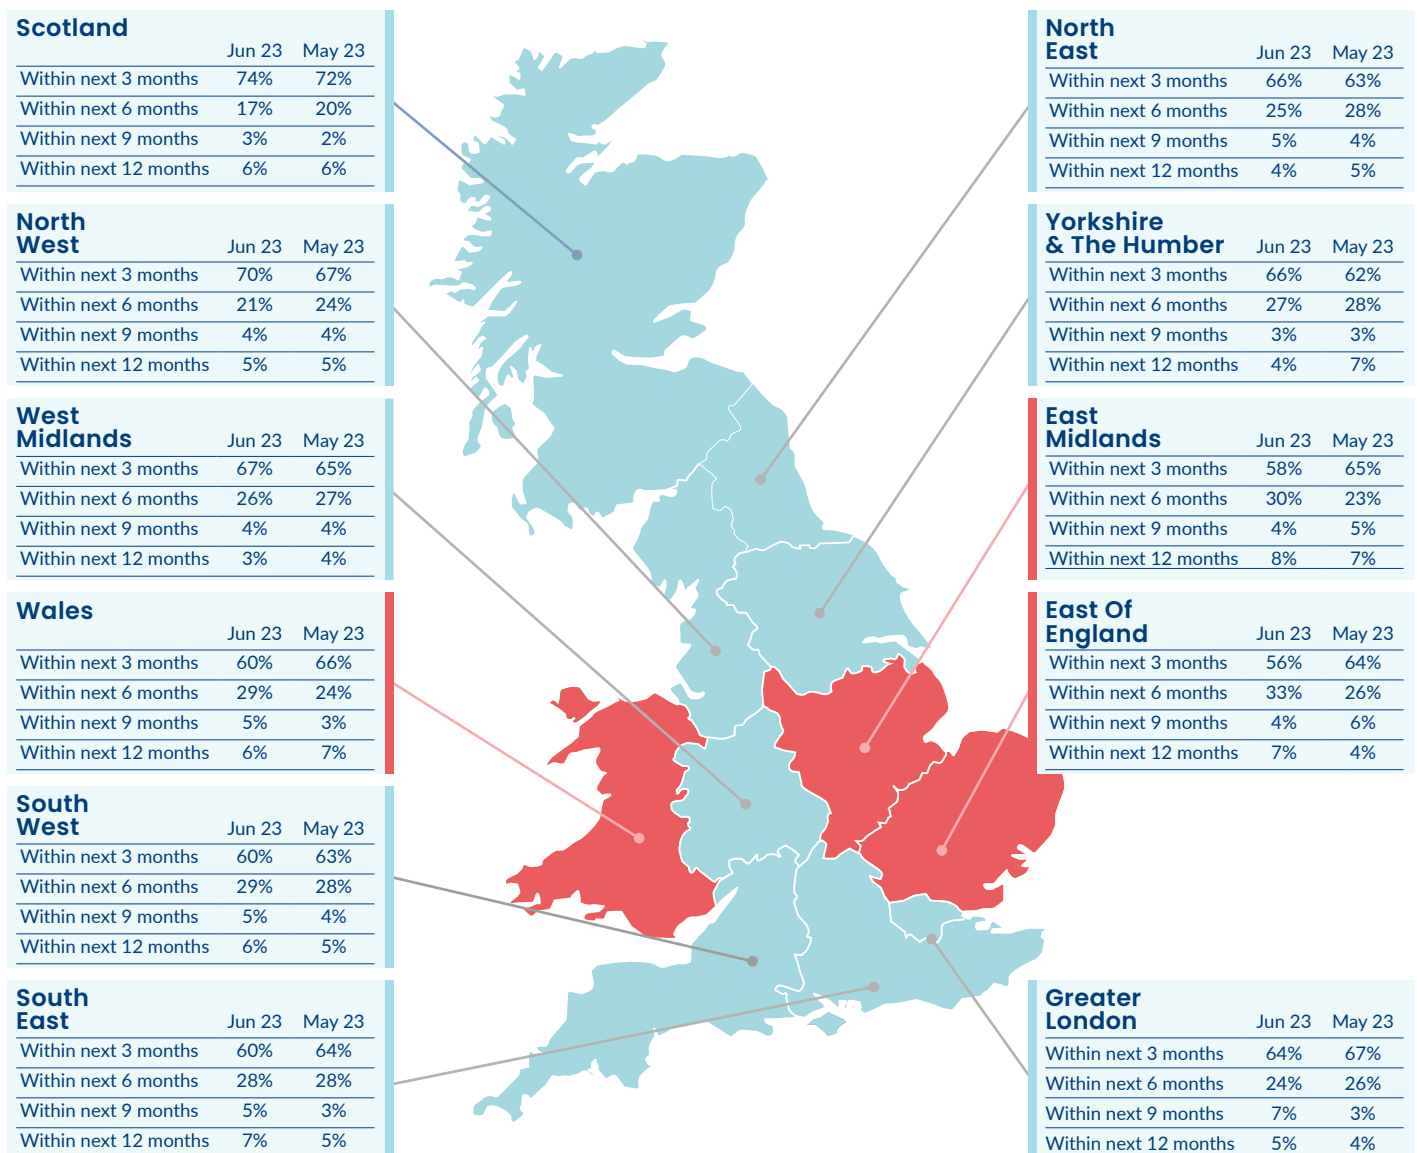 Scotland
Jun 23 May 23
Within next 3 months 74% 72%
Within next 6 months 17% 20%
Within next 9 months 3% 2%
Within next 12 months 6% 6%
North
West Jun 23 May 23
Within next 3 months 70% 67%
Within next 6 months 21% 24%
Within next 9 months 4% 4%
Within next 12 months 5% 5%
West
Midlands Jun 23 May 23
Within next 3 months 67% 65%
Within next 6 months 26% 27%
Within next 9 months 4% 4%
Within next 12 months 3% 4%
Wales
Jun 23 May 23
Within next 3 months 60% 66%
Within next 6 months 29% 24%
Within next 9 months 5% 3%
Within next 12 months 6% 7%
South
West Jun 23 May 23
Within next 3 months 60% 63%
Within next 6 months 29% 28%
Within next 9 months 5% 4%
Within next 12 months 6% 5%
South
East Jun 23 May 23
Within next 3 months 60% 64%
Within next 6 months 28% 28%
Within next 9 months 5% 3%
Within next 12 months 7% 5%
North
East Jun 23 May 23
Within next 3 months 66% 63%
Within next 6 months 25% 28%
Within next 9 months 5% 4%
Within next 12 months 4% 5%
Yorkshire
& The Humber Jun 23 May 23
Within next 3 months 66% 62%
Within next 6 months 27% 28%
Within next 9 months 3% 3%
Within next 12 months 4% 7%
East
Midlands Jun 23 May 23
Within next 3 months 58% 65%
Within next 6 months 30% 23%
Within next 9 months 4% 5%
Within next 12 months 8% 7%
East Of
England Jun 23 May 23
Within next 3 months 56% 64%
Within next 6 months 33% 26%
Within next 9 months 4% 6%
Within next 12 months 7% 4%
Greater
London Jun 23 May 23
Within next 3 months 64% 67%
Within next 6 months 24% 26%
Within next 9 months 7% 3%
Within next 12 months 5% 4%